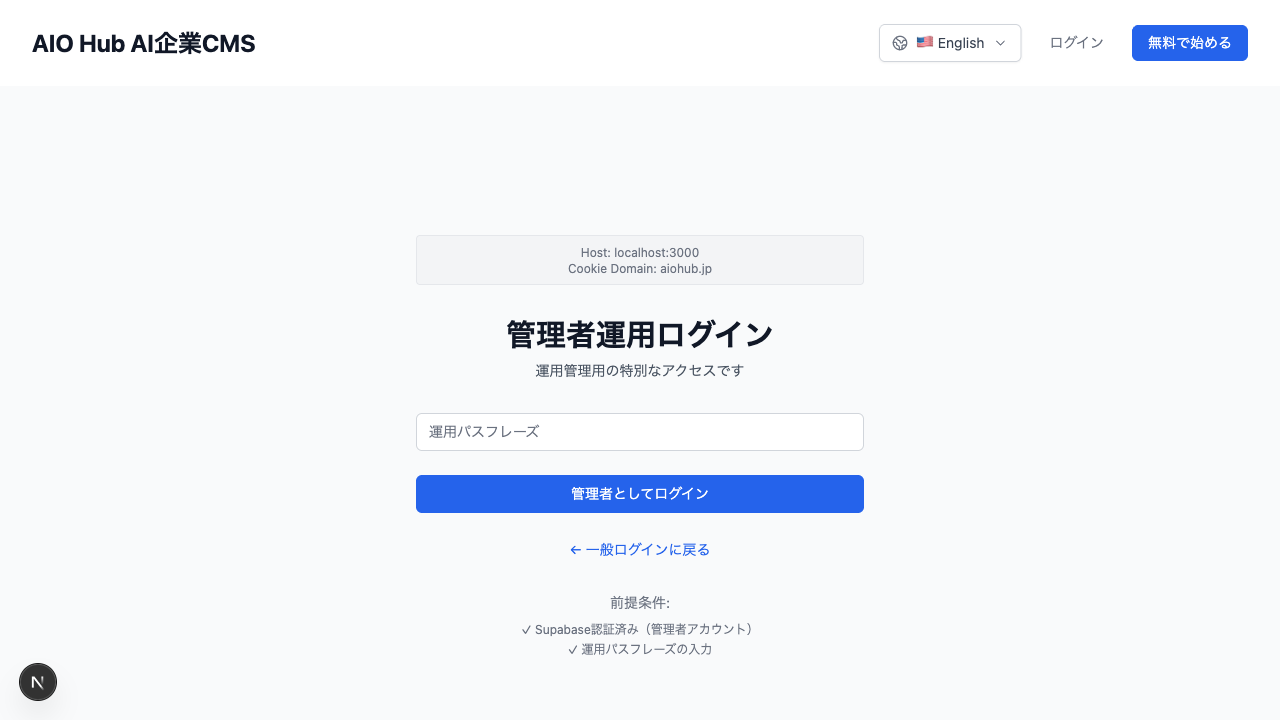 AIO Hub AI企業CMS
🇺🇸 English
ログイン
無料で始める
Host: localhost:3000
Cookie Domain: aiohub.jp
管理者運用ログイン
運用管理用の特別なアクセスです
運用パスフレーズ
管理者としてログイン
← 一般ログインに戻る
前提条件:
✓ Supabase認証済み（管理者アカウント）
✓ 運用パスフレーズの入力
N